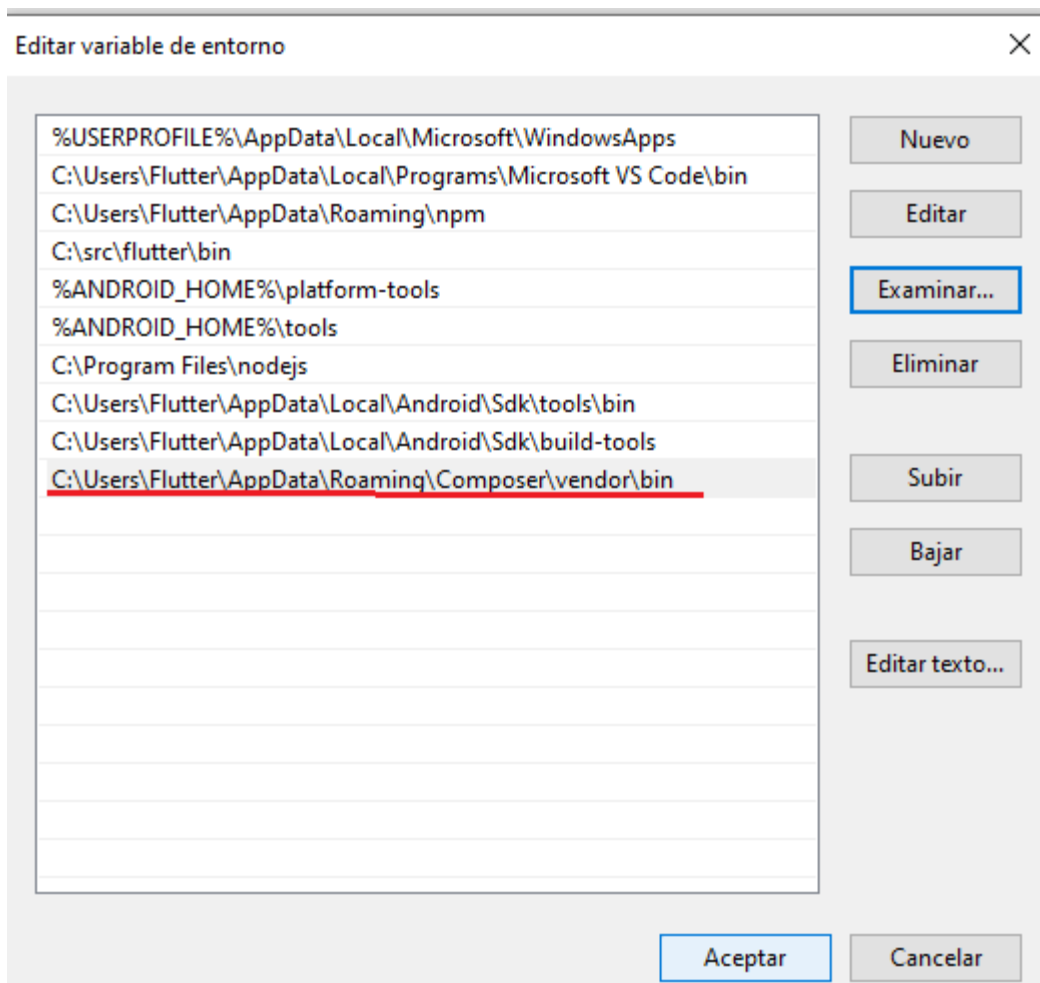 Editar variable de entorno
%USERPROFILE%\AppData\Local\Microsoft\WindowsApps
C:\Users\Flutter\AppData\Local\Programs\Microsoft VS Code\bin
C:\Users\Flutter\AppData\Roaming\npm
C:\src\flutter\bin
%ANDROID_HOME%\platform-tools
%ANDROID_HOME%\tools
C:\Program Files\nodejs
C:\Users\Flutter\AppData\Local\Android\Sdk\tools\bin
C:\Users\Flutter\AppData\Local\Android\Sdk\build-tools
C:\Users\Flutter\AppData\Roaming\Composer\vendor\bin
Nuevo
Editar
Examinar...
Eliminar
Subir
Bajar
Editar texto...
Aceptar
Cancelar